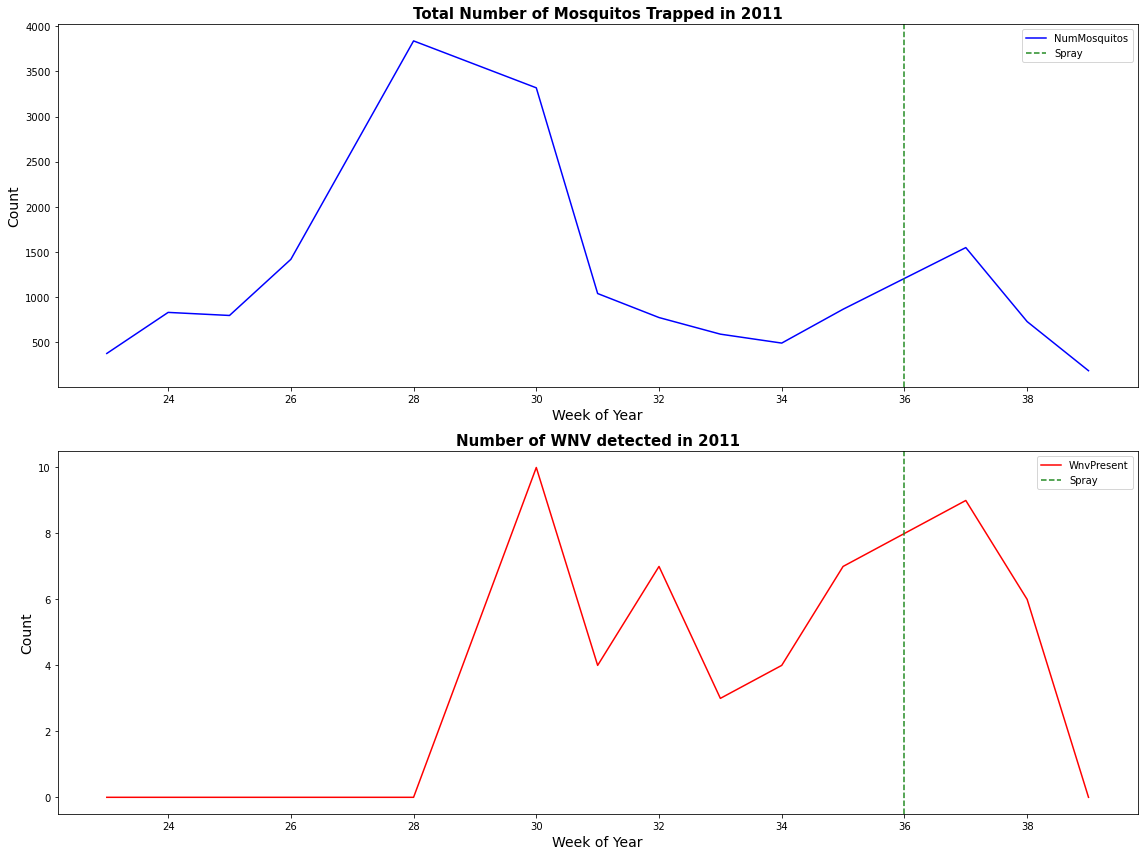 Total Number of Mosquitos Trapped in 2011
NumMosquitos
Spray
Count
4000
3500
3000
2500
2000
1500
1000
500
24 26 28 30 32 34 36 38
Week of Year
Number of WNV detected in 2011
WnvPresent
Spray
Count
10
8
6
4
2
0
24 26 28 30 32 34 36 38
Week of Year